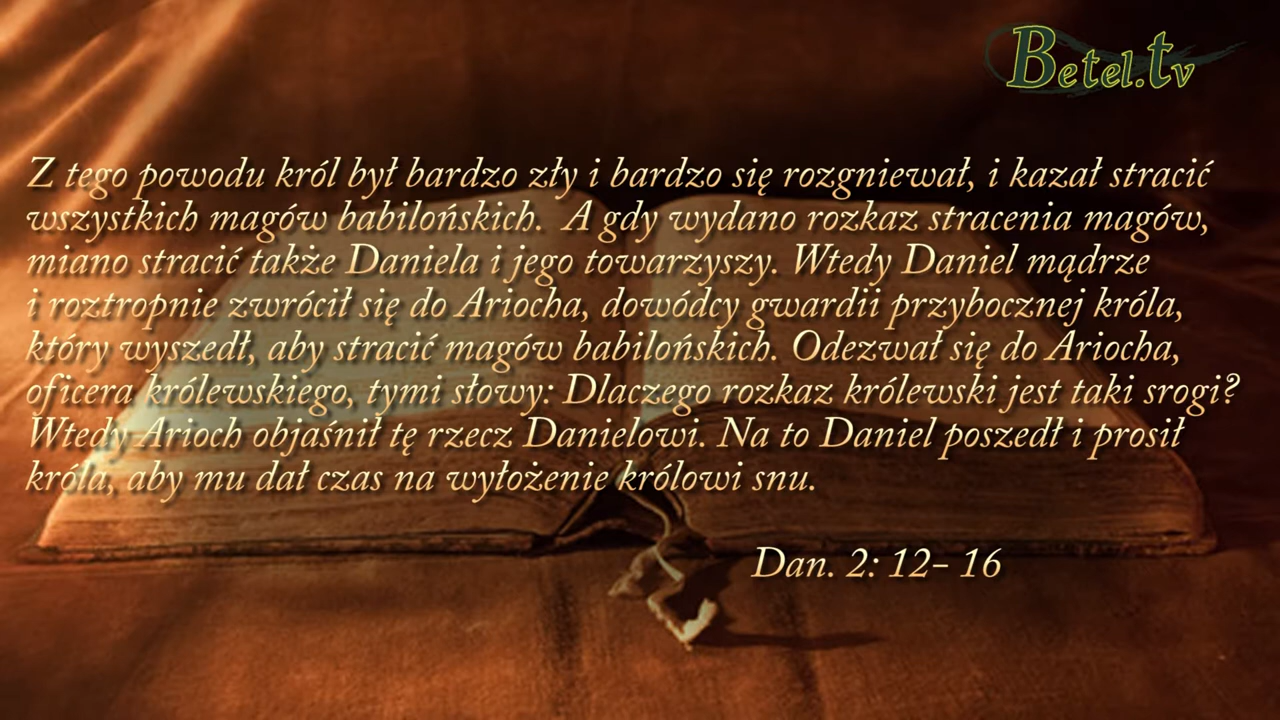 Betel.tv
Z tego powodu król był bardzo zły i bardzo się rozgniewał, i kazał stracić
wszystkich magów babilońskich. A gdy wydano rozkaz stracenia magów,
miano stracić także Daniela i jego towarzyszy. Wtedy Daniel mądrze
i roztropnie zwrócił się do Ariocha, dowódcy gwardii przybocznej króla,
który wyszedł, aby stracić magów babilońskich. Odezwał się do Ariocha,
oficera królewskiego, tymi słowy: Dlaczego rozkaz królewski jest taki srogi?
Wtedy Arioch objaśnił tę rzecz Danielowi. Na to Daniel poszedł i prosił
króla, aby mu dał czas na wyłożenie królowi snu.
Dan. 2: 12- 16